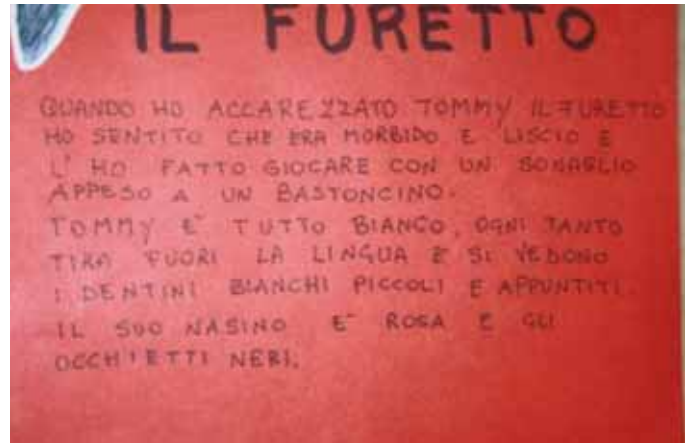 IL FURETTO
QUANDO HO ACCAREZZATO TOMMY IL FURETTO
HO SENTITO CHE ERA MORBIDO E LISCIO E
L' HO FATTO GIOCARE CON UN SONAGLIO
APPESO A UN BASTONCINO.
TOMMY E' TUTTO BIANCO, OGNI TANTO
TIRA FUORI LA LINGUA E SI VEDONO
I DENTINI BIANCHI PICCOLI E APPUNTITI.
IL SUO NASINO E' ROSA E GLI
OCCHIETTI NERI.